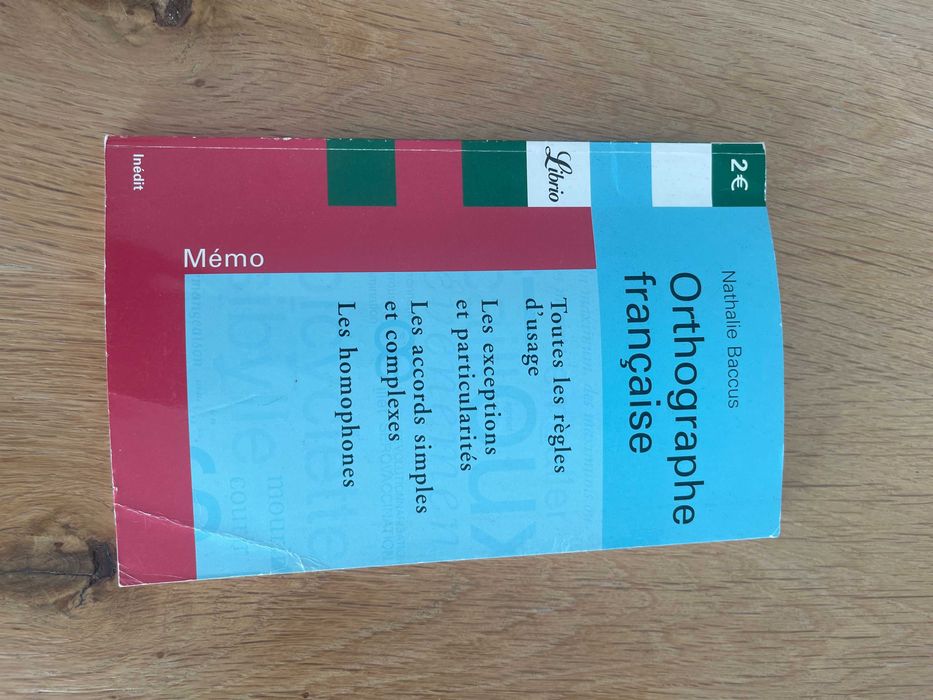 2€
Nathalie Baccus
Orthographe
française
Librio
Toutes les règles
d'usage
Les exceptions
et particularités
Les accords simples
et complexes
Les homophones
Mémo
Inédit